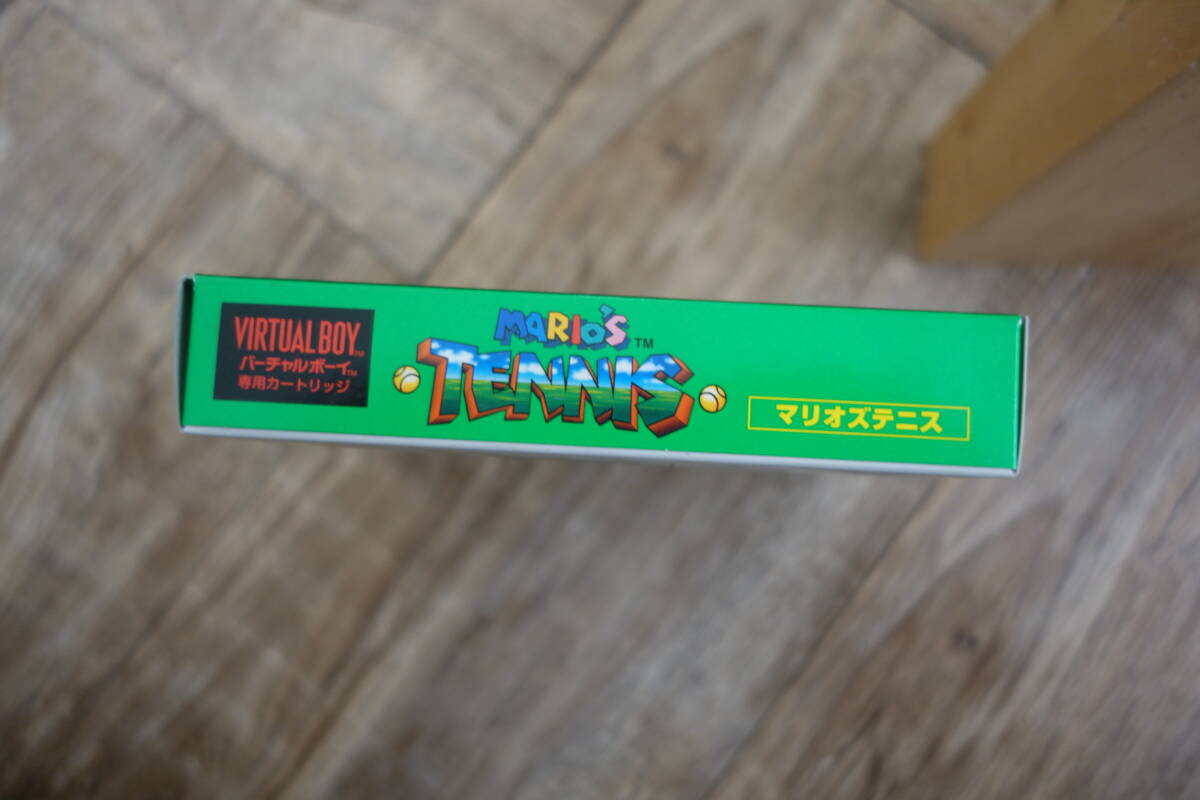 VIRTUAL BOY™
バーチャルボーイ™
専用カートリッジ
MARIO'S™
TENNIS
マリオズテニス